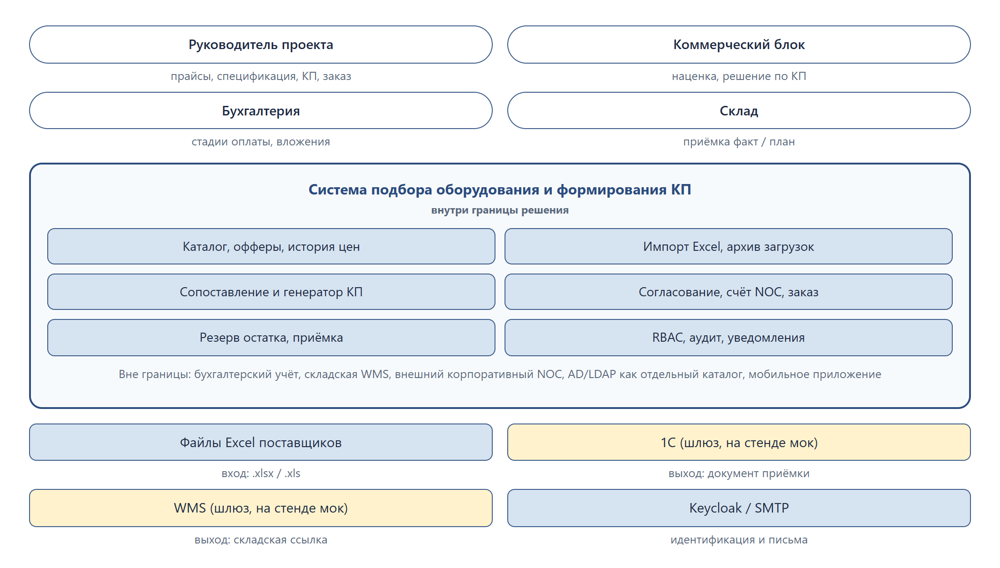 Руководитель проекта
Коммерческий блок
прайсы, спецификация, КП, заказ
наценка, решение по КП
Бухгалтерия
Склад
стадии оплаты, вложения
приёмка факт / план
Система подбора оборудования и формирования КП
внутри границы решения
Каталог, офферы, история цен
Импорт Excel, архив загрузок
Сопоставление и генератор КП
Согласование, счёт NOC, заказ
Резерв остатка, приёмка
RBAC, аудит, уведомления
Вне границы: бухгалтерский учёт, складская WMS, внешний корпоративный NOC, AD/LDAP как отдельный каталог, мобильное приложение
Файлы Excel поставщиков
1С (шлюз, на стенде мок)
вход: .xlsx / .xls
выход: документ приёмки
WMS (шлюз, на стенде мок)
Keycloak / SMTP
выход: складская ссылка
идентификация и письма